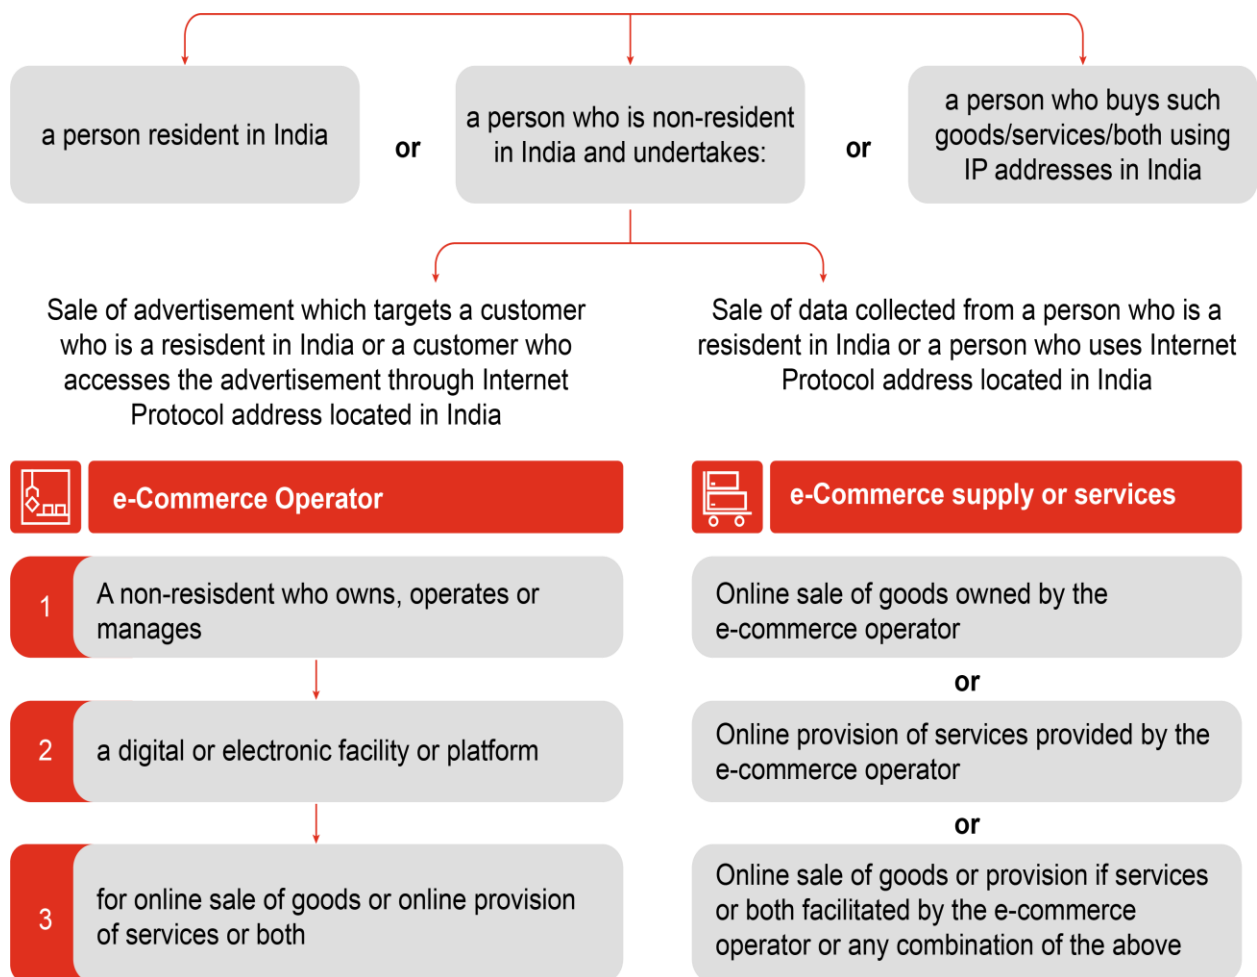 a person resident in India
or
a person who is non-resident
in India and undertakes:
or
a person who buys such
goods/services/both using
IP addresses in India
Sale of advertisement which targets a customer
who is a resisdent in India or a customer who
accesses the advertisement through Internet
Protocol address located in India
Sale of data collected from a person who is a
resisdent in India or a person who uses Internet
Protocol address located in India
e-Commerce Operator
1
A non-resisdent who owns, operates or
manages
2
a digital or electronic facility or platform
3
for online sale of goods or online provision
of services or both
e-Commerce supply or services
Online sale of goods owned by the
e-commerce operator
or
Online provision of services provided by the
e-commerce operator
or
Online sale of goods or provision if services
or both facilitated by the e-commerce
operator or any combination of the above